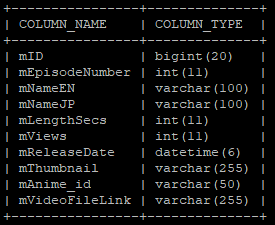 +----------------+--------------+
| COLUMN_NAME    | COLUMN_TYPE  |
+----------------+--------------+
| mID            | bigint(20)   |
| mEpisodeNumber | int(11)      |
| mNameEN        | varchar(100) |
| mNameJP        | varchar(100) |
| mLengthSecs    | int(11)      |
| mViews         | int(11)      |
| mReleaseDate   | datetime(6)  |
| mThumbnail     | varchar(255) |
| mAnime_id      | varchar(50)  |
| mVideoFileLink | varchar(255) |
+----------------+--------------+